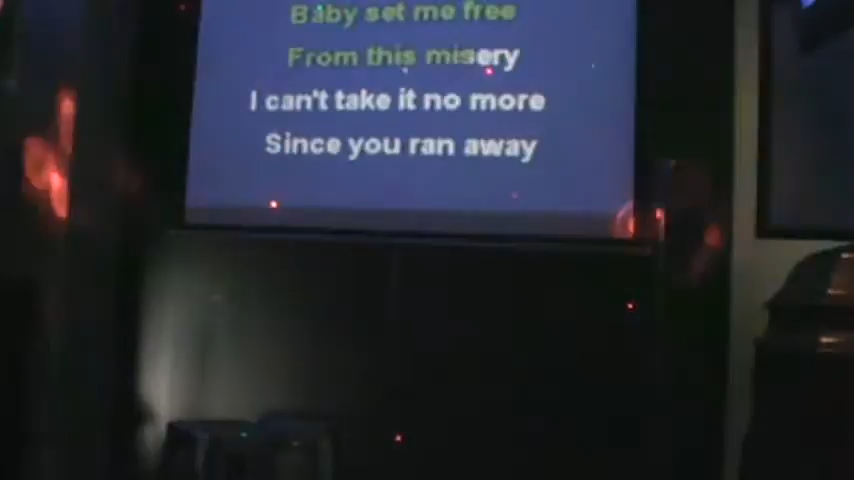 Baby set me free
From this misery
I can't take it no more
Since you ran away